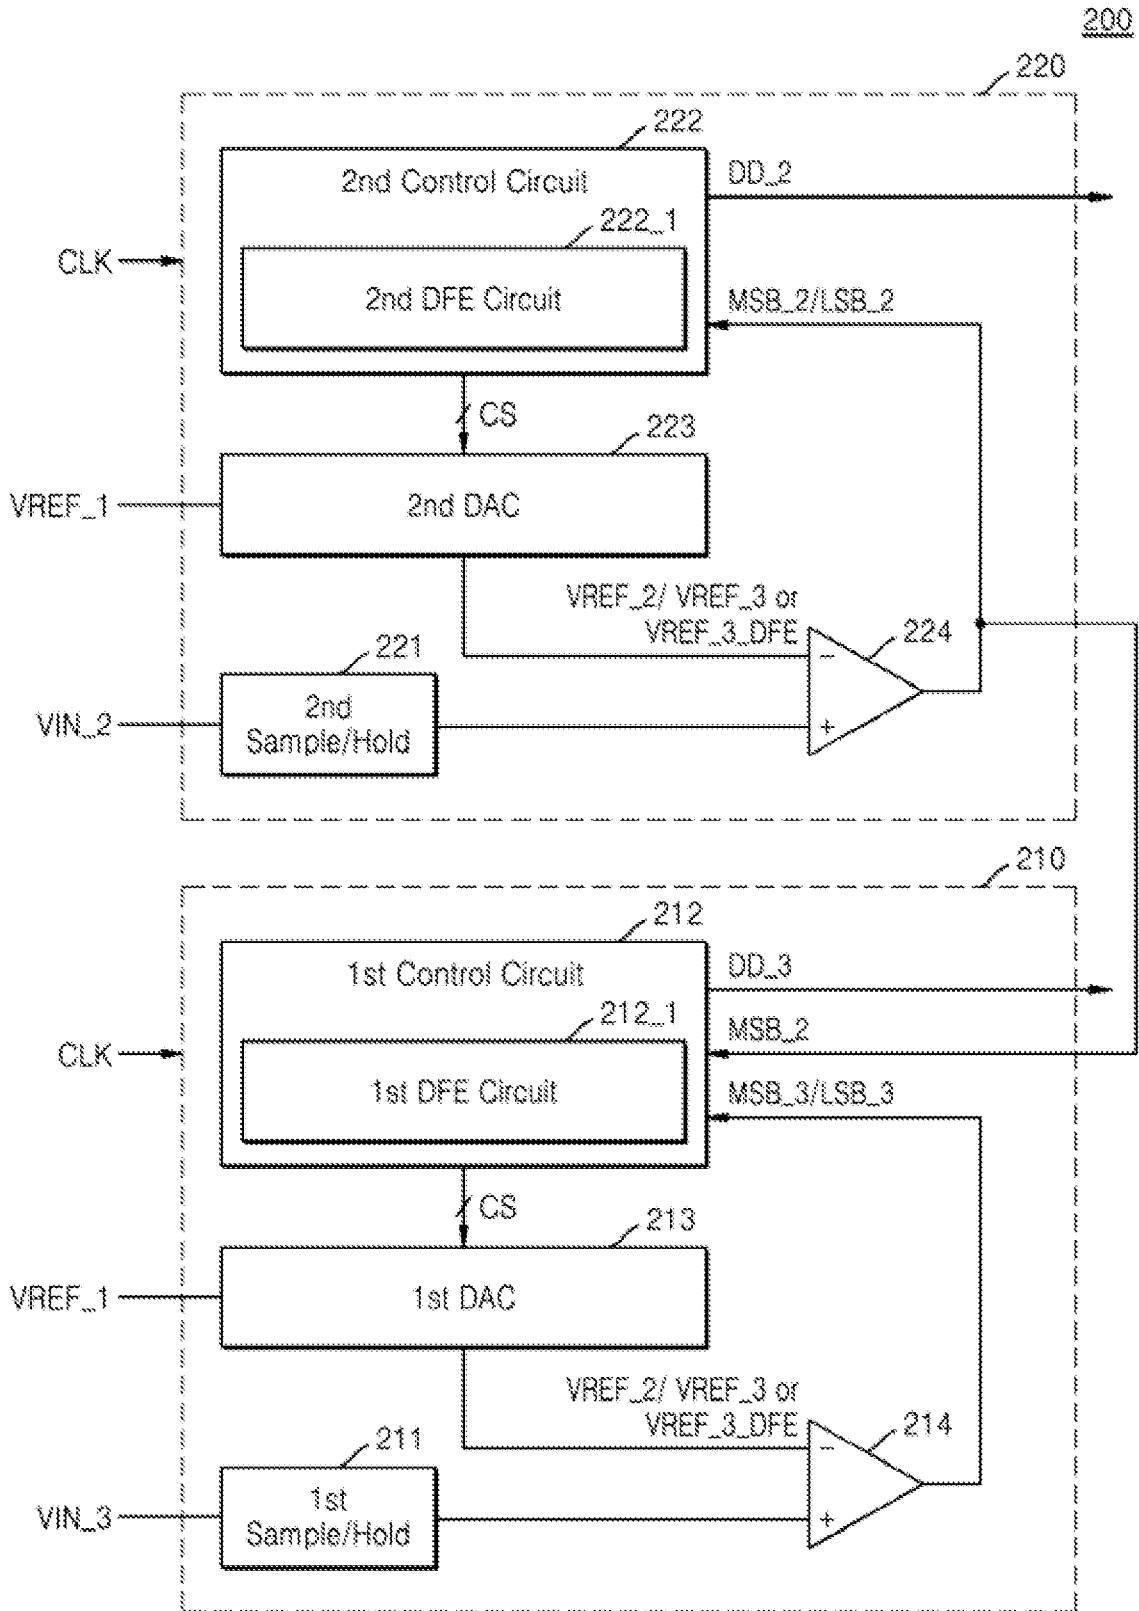 200
220
222
2nd Control Circuit
DD_2
222_1
CLK
2nd DFE Circuit
MSB_2/LSB_2
CS
223
VREF_1
2nd DAC
VREF_2/ VREF_3 or
VREF_3_DFE
224
221
VIN_2
2nd
Sample/Hold
−
+
210
212
1st Control Circuit
DD_3
212_1
MSB_2
CLK
1st DFE Circuit
MSB_3/LSB_3
CS
213
VREF_1
1st DAC
VREF_2/ VREF_3 or
VREF_3_DFE
214
211
VIN_3
1st
Sample/Hold
−
+